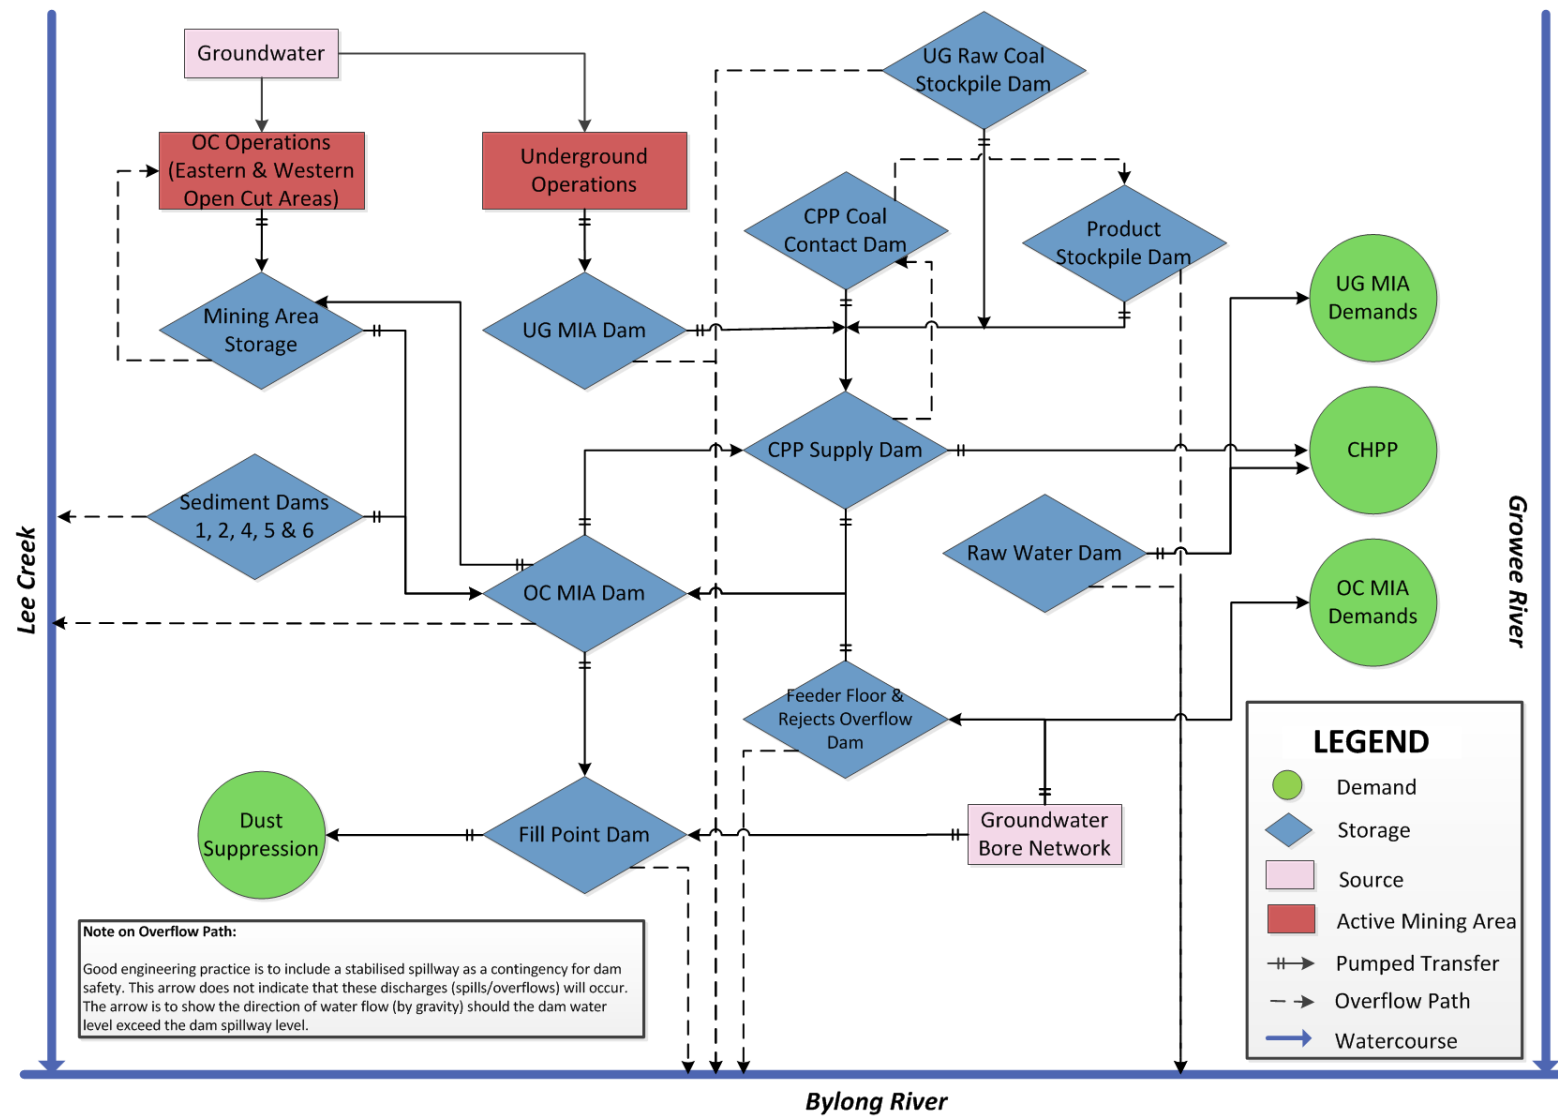 Groundwater
UG Raw Coal
Stockpile Dam
OC Operations
(Eastern & Western
Open Cut Areas)
Underground
Operations
CPP Coal
Contact Dam
Product
Stockpile Dam
UG MIA
Demands
Mining Area
Storage
UG MIA Dam
CPP Supply Dam
CHPP
Sediment Dams
1, 2, 4, 5 & 6
Raw Water Dam
OC MIA Dam
OC MIA
Demands
Lee Creek
Growee River
Feeder Floor &
Rejects Overflow
Dam
Dust
Suppression
Fill Point Dam
Groundwater
Bore Network
LEGEND
Demand
Storage
Source
Active Mining Area
Pumped Transfer
Overflow Path
Watercourse
Note on Overflow Path:
Good engineering practice is to include a stabilised spillway as a contingency for dam
safety. This arrow does not indicate that these discharges (spills/overflows) will occur.
The arrow is to show the direction of water flow (by gravity) should the dam water
level exceed the dam spillway level.
Bylong River